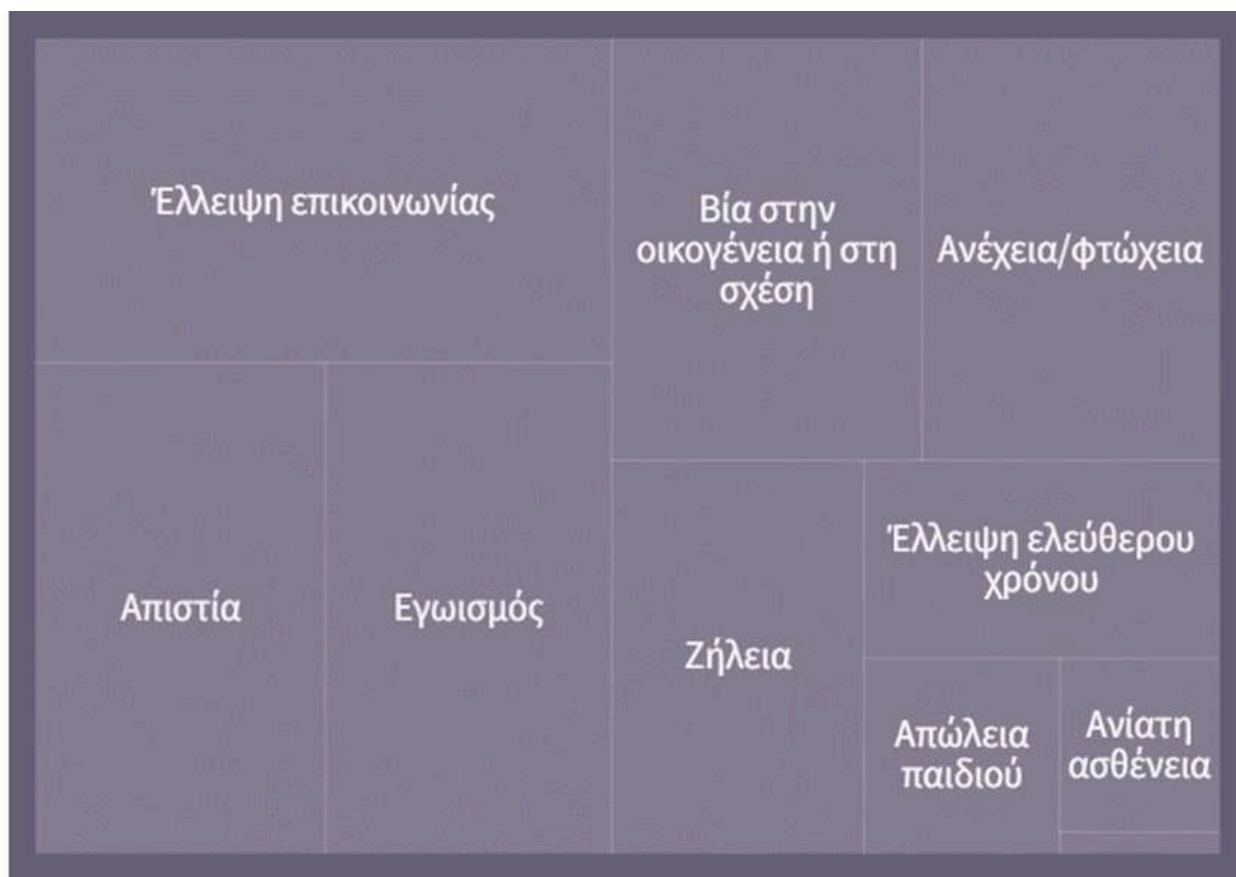 Έλλειψη επικοινωνίας
Βία στην
οικογένεια ή στη
σχέση
Ανέχεια/φτώχεια
Απιστία
Εγωισμός
Ζήλεια
Έλλειψη ελεύθερου
χρόνου
Απώλεια
παιδιού
Ανίατη
ασθένεια